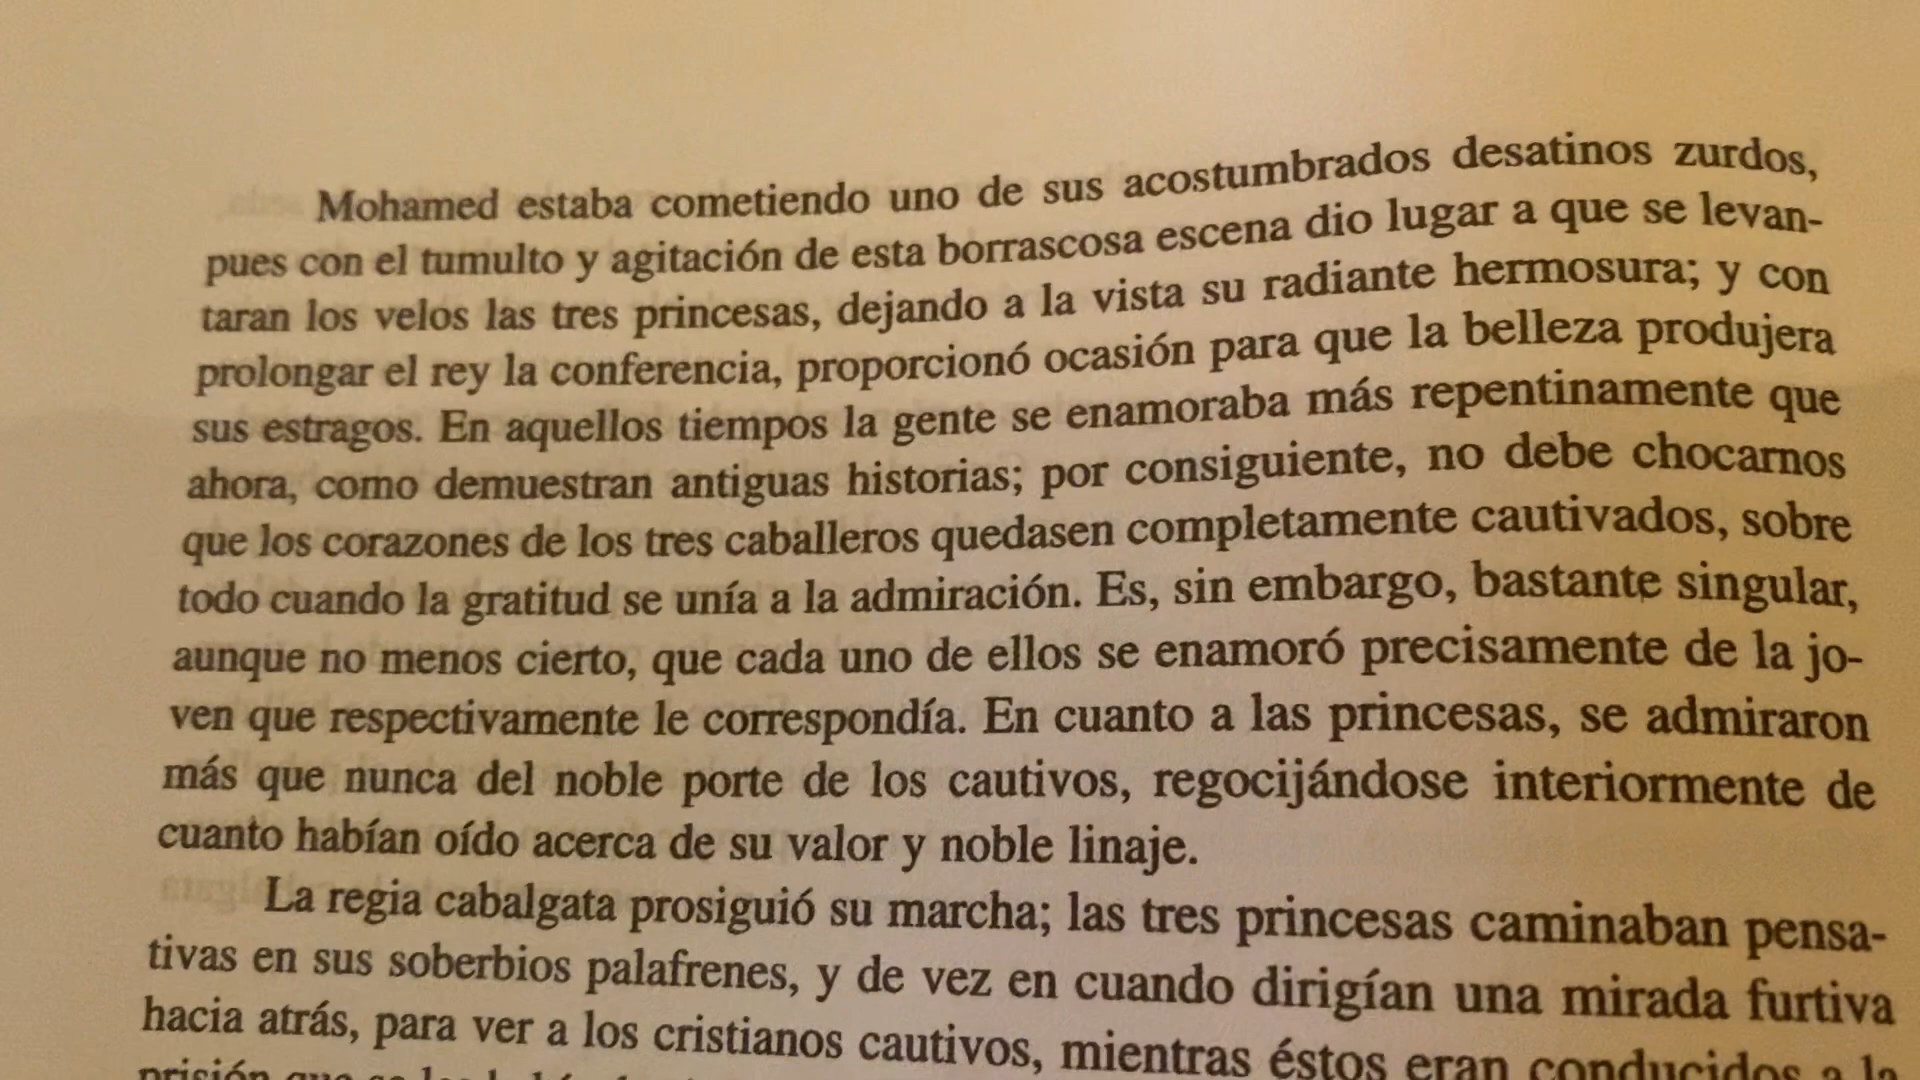 Mohamed estaba cometiendo uno de sus acostumbrados desatinos zurdos,
pues con el tumulto y agitación de esta borrascosa escena dio lugar a que se levan-
taran los velos las tres princesas, dejando a la vista su radiante hermosura; y con
prolongar el rey la conferencia, proporcionó ocasión para que la belleza produjera
sus estragos. En aquellos tiempos la gente se enamoraba más repentinamente que
ahora, como demuestran antiguas historias; por consiguiente, no debe chocarnos
que los corazones de los tres caballeros quedasen completamente cautivados, sobre
todo cuando la gratitud se unía a la admiración. Es, sin embargo, bastante singular,
aunque no menos cierto, que cada uno de ellos se enamoró precisamente de la jo-
ven que respectivamente le correspondía. En cuanto a las princesas, se admiraron
más que nunca del noble porte de los cautivos, regocijándose interiormente de
cuanto habían oído acerca de su valor y noble linaje.
La regia cabalgata prosiguió su marcha; las tres princesas caminaban pensa-
tivas en sus soberbios palafrenes, y de vez en cuando dirigían una mirada furtiva
hacia atrás, para ver a los cristianos cautivos, mientras éstos eran conducidos a la
prisión que se les